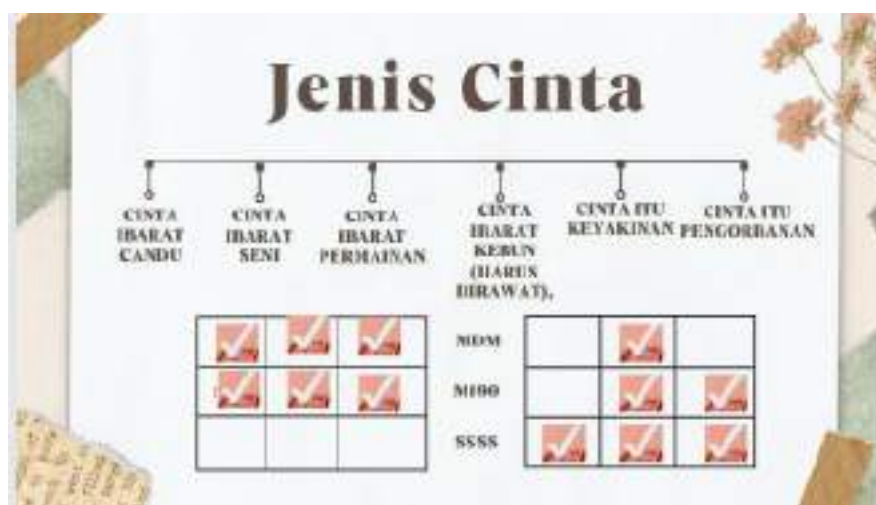 Jenis Cinta
CINTA
IBARAT
CANDU
CINTA
IBARAT
SENI
CINTA
IBARAT
PERMAINAN
CINTA
IBARAT
KEBUN
(HARUS
DIRAWAT),
CINTA ITU
KEYAKINAN
CINTA ITU
PENGORBANAN
MDM
SSSS